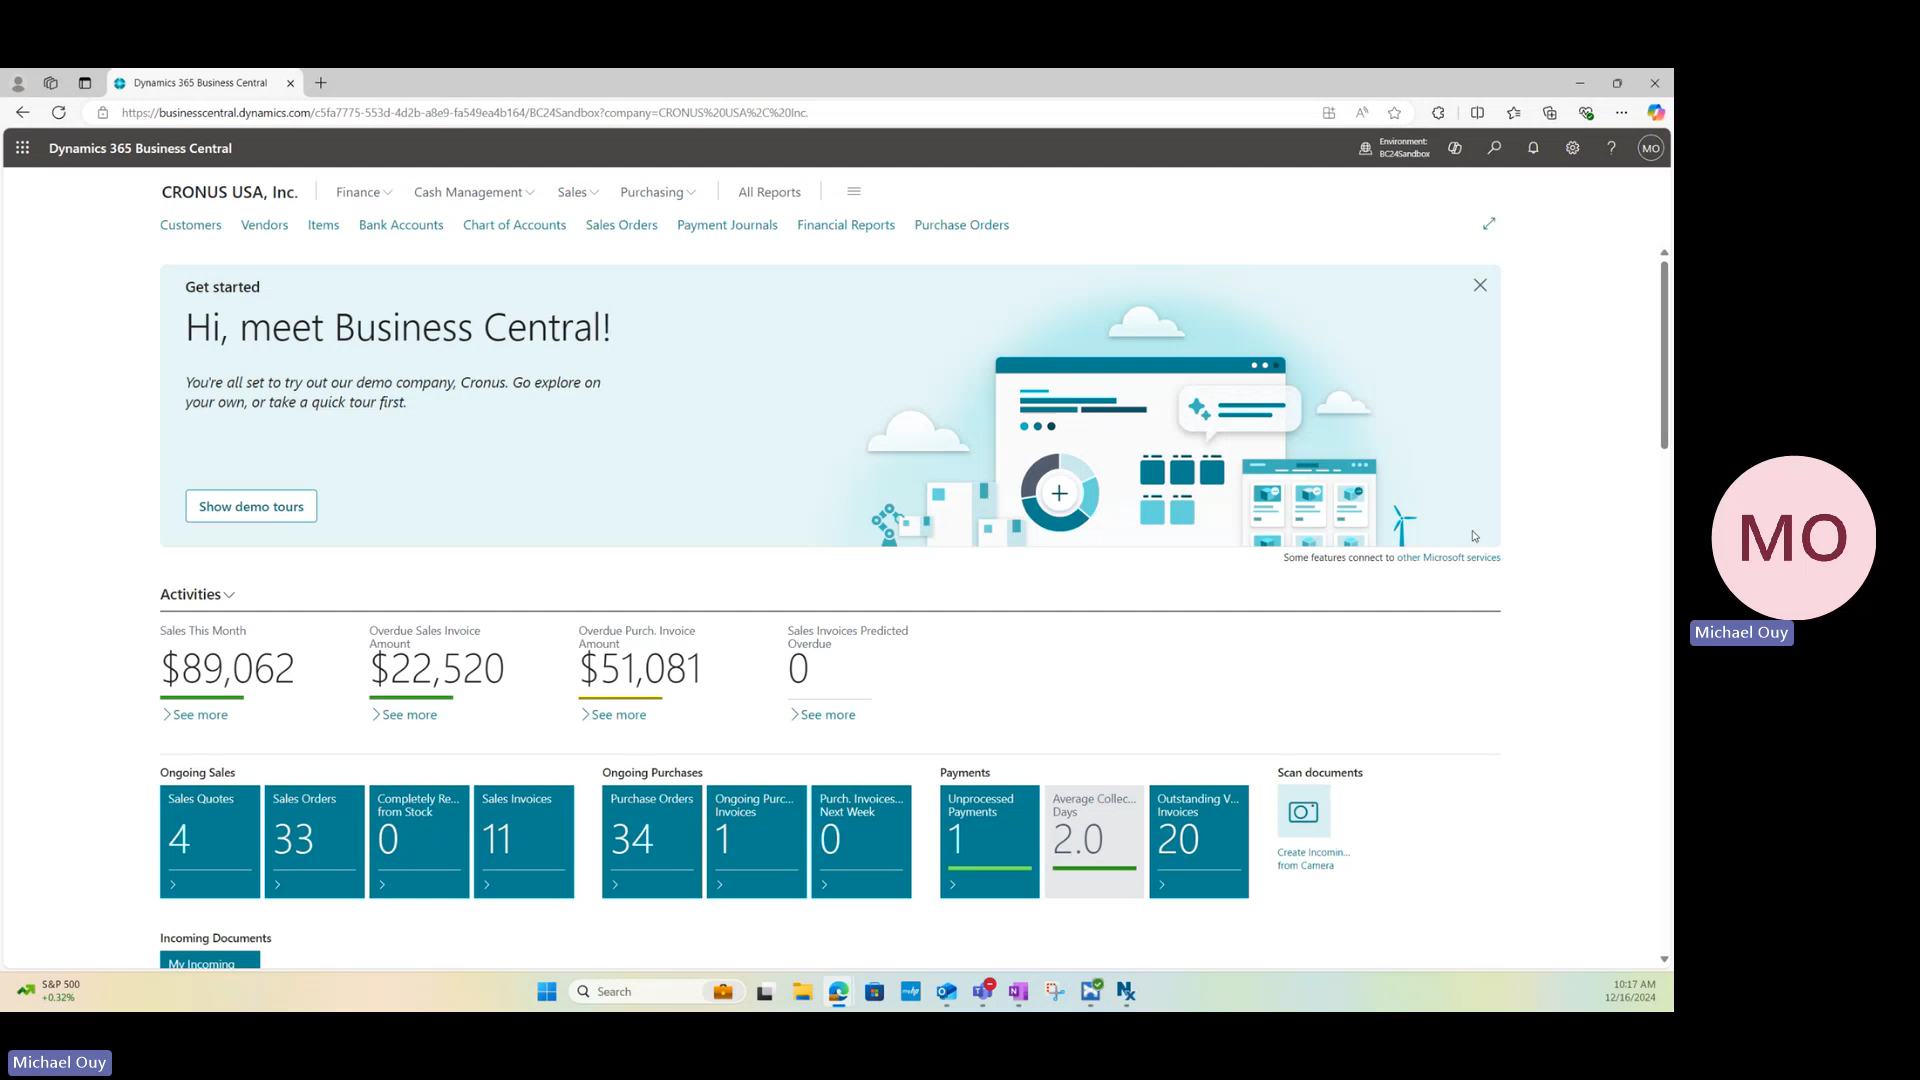 Dynamics 365 Business Central
https://businesscentral.dynamics.com/c5fa7775-553d-4d2b-a8e9-fa549ea4b164/BC24Sandbox?company=CRONUS%20USA%2C%20Inc.
Dynamics 365 Business Central
Environment:
BC24Sandbox
MO
CRONUS USA, Inc.
Finance
Cash Management
Sales
Purchasing
All Reports
Customers
Vendors
Items
Bank Accounts
Chart of Accounts
Sales Orders
Payment Journals
Financial Reports
Purchase Orders
Get started
Hi, meet Business Central!
You're all set to try out our demo company, Cronus. Go explore on
your own, or take a quick tour first.
Show demo tours
Some features connect to other Microsoft services
Activities
Sales This Month
$89,062
See more
Overdue Sales Invoice
Amount
$22,520
See more
Overdue Purch. Invoice
Amount
$51,081
See more
Sales Invoices Predicted
Overdue
0
See more
Ongoing Sales
Sales Quotes
4
Sales Orders
33
Completely Re...
from Stock
0
Sales Invoices
11
Ongoing Purchases
Purchase Orders
34
Ongoing Purc...
Invoices
1
Purch. Invoices...
Next Week
0
Payments
Unprocessed
Payments
1
Average Collec...
Days
2.0
Outstanding V...
Invoices
20
Scan documents
Create Incomin...
from Camera
Incoming Documents
My Incoming
S&P 500
+0.32%
Search
10:17 AM
12/16/2024
MO
Michael Ouy
Michael Ouy